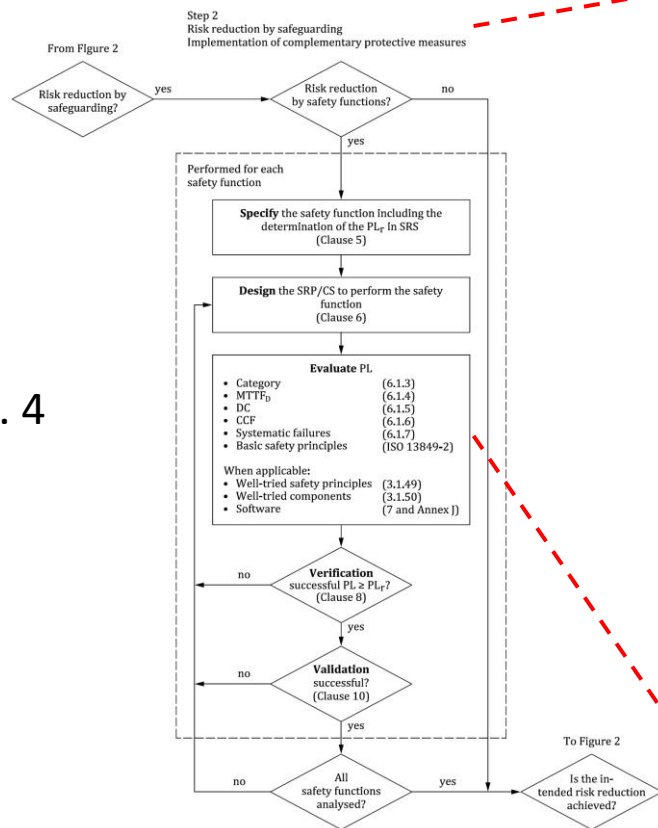 Step 2
Risk reduction by safeguarding
Implementation of complementary protective measures
From Figure 2
Risk reduction by
safeguarding?
yes
Risk reduction
by safety functions?
no
yes
Performed for each
safety function
Specify the safety function including the
determination of the PLr in SRS
(Clause 5)
Design the SRP/CS to perform the safety
function
(Clause 6)
. 4
Evaluate PL
• Category (6.1.3)
• MTTFD (6.1.4)
• DC (6.1.5)
• CCF (6.1.6)
• Systematic failures (6.1.7)
• Basic safety principles (ISO 13849-2)
When applicable:
• Well-tried safety principles (3.1.49)
• Well-tried components (3.1.50)
• Software (7 and Annex J)
no
Verification
successful PL ≥ PLr?
(Clause 8)
yes
no
Validation
successful?
(Clause 10)
yes
To Figure 2
no
All
safety functions
analysed?
yes
Is the in-
tended risk reduction
achieved?